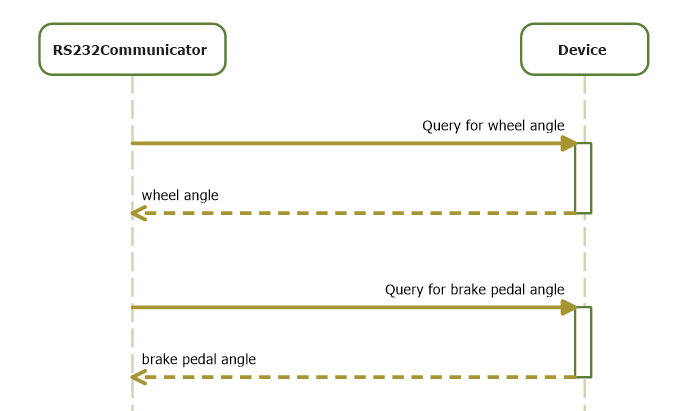 RS232Communicator
Device
Query for wheel angle
wheel angle
Query for brake pedal angle
brake pedal angle